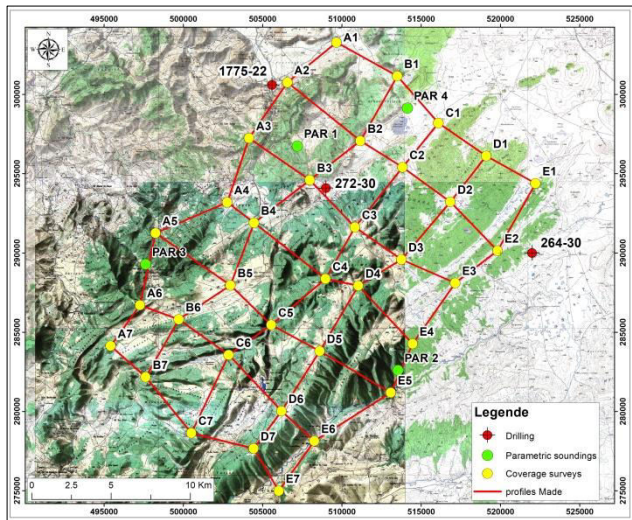 495000 500000 505000 510000 515000 520000 525000
N
A1
1775-22 A2 B1
300000 300000
PAR 4
A3 PAR 1 B2 C1
B3 C2 D1
295000 272-30 E1 295000
A4 D2
A5 B4 C3
PAR 3 D3 E2 264-30
290000 290000
B5 C4 D4 E3
A6 B6
285000 A7 C5 E4 285000
C6 D5
B7 PAR 2
E5
280000 D6 280000
C7 E6
D7
E7
275000 275000
Legende
Drilling
Parametric soundings
Coverage surveys
profiles Made
0 2.5 5 10 Km
495000 500000 505000 510000 515000 520000 525000